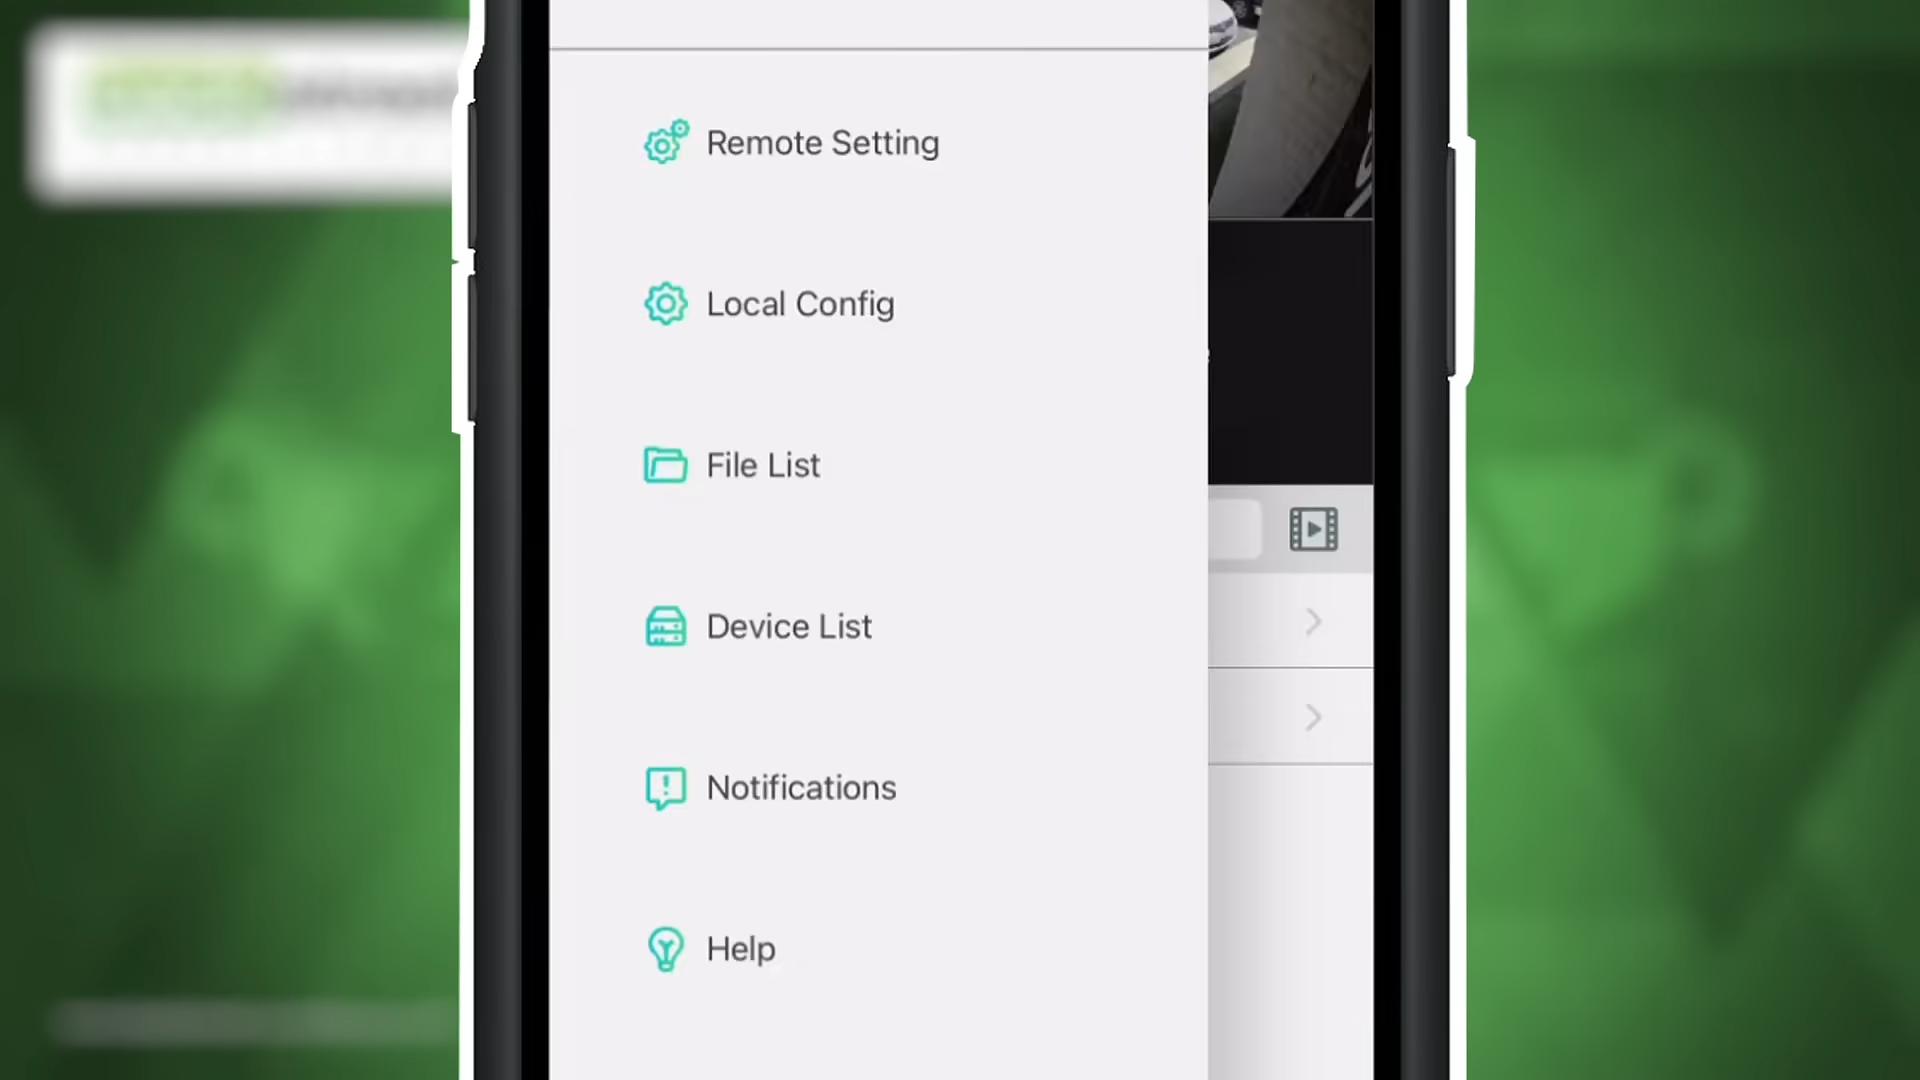 Remote Setting
Local Config
File List
Device List
Notifications
Help